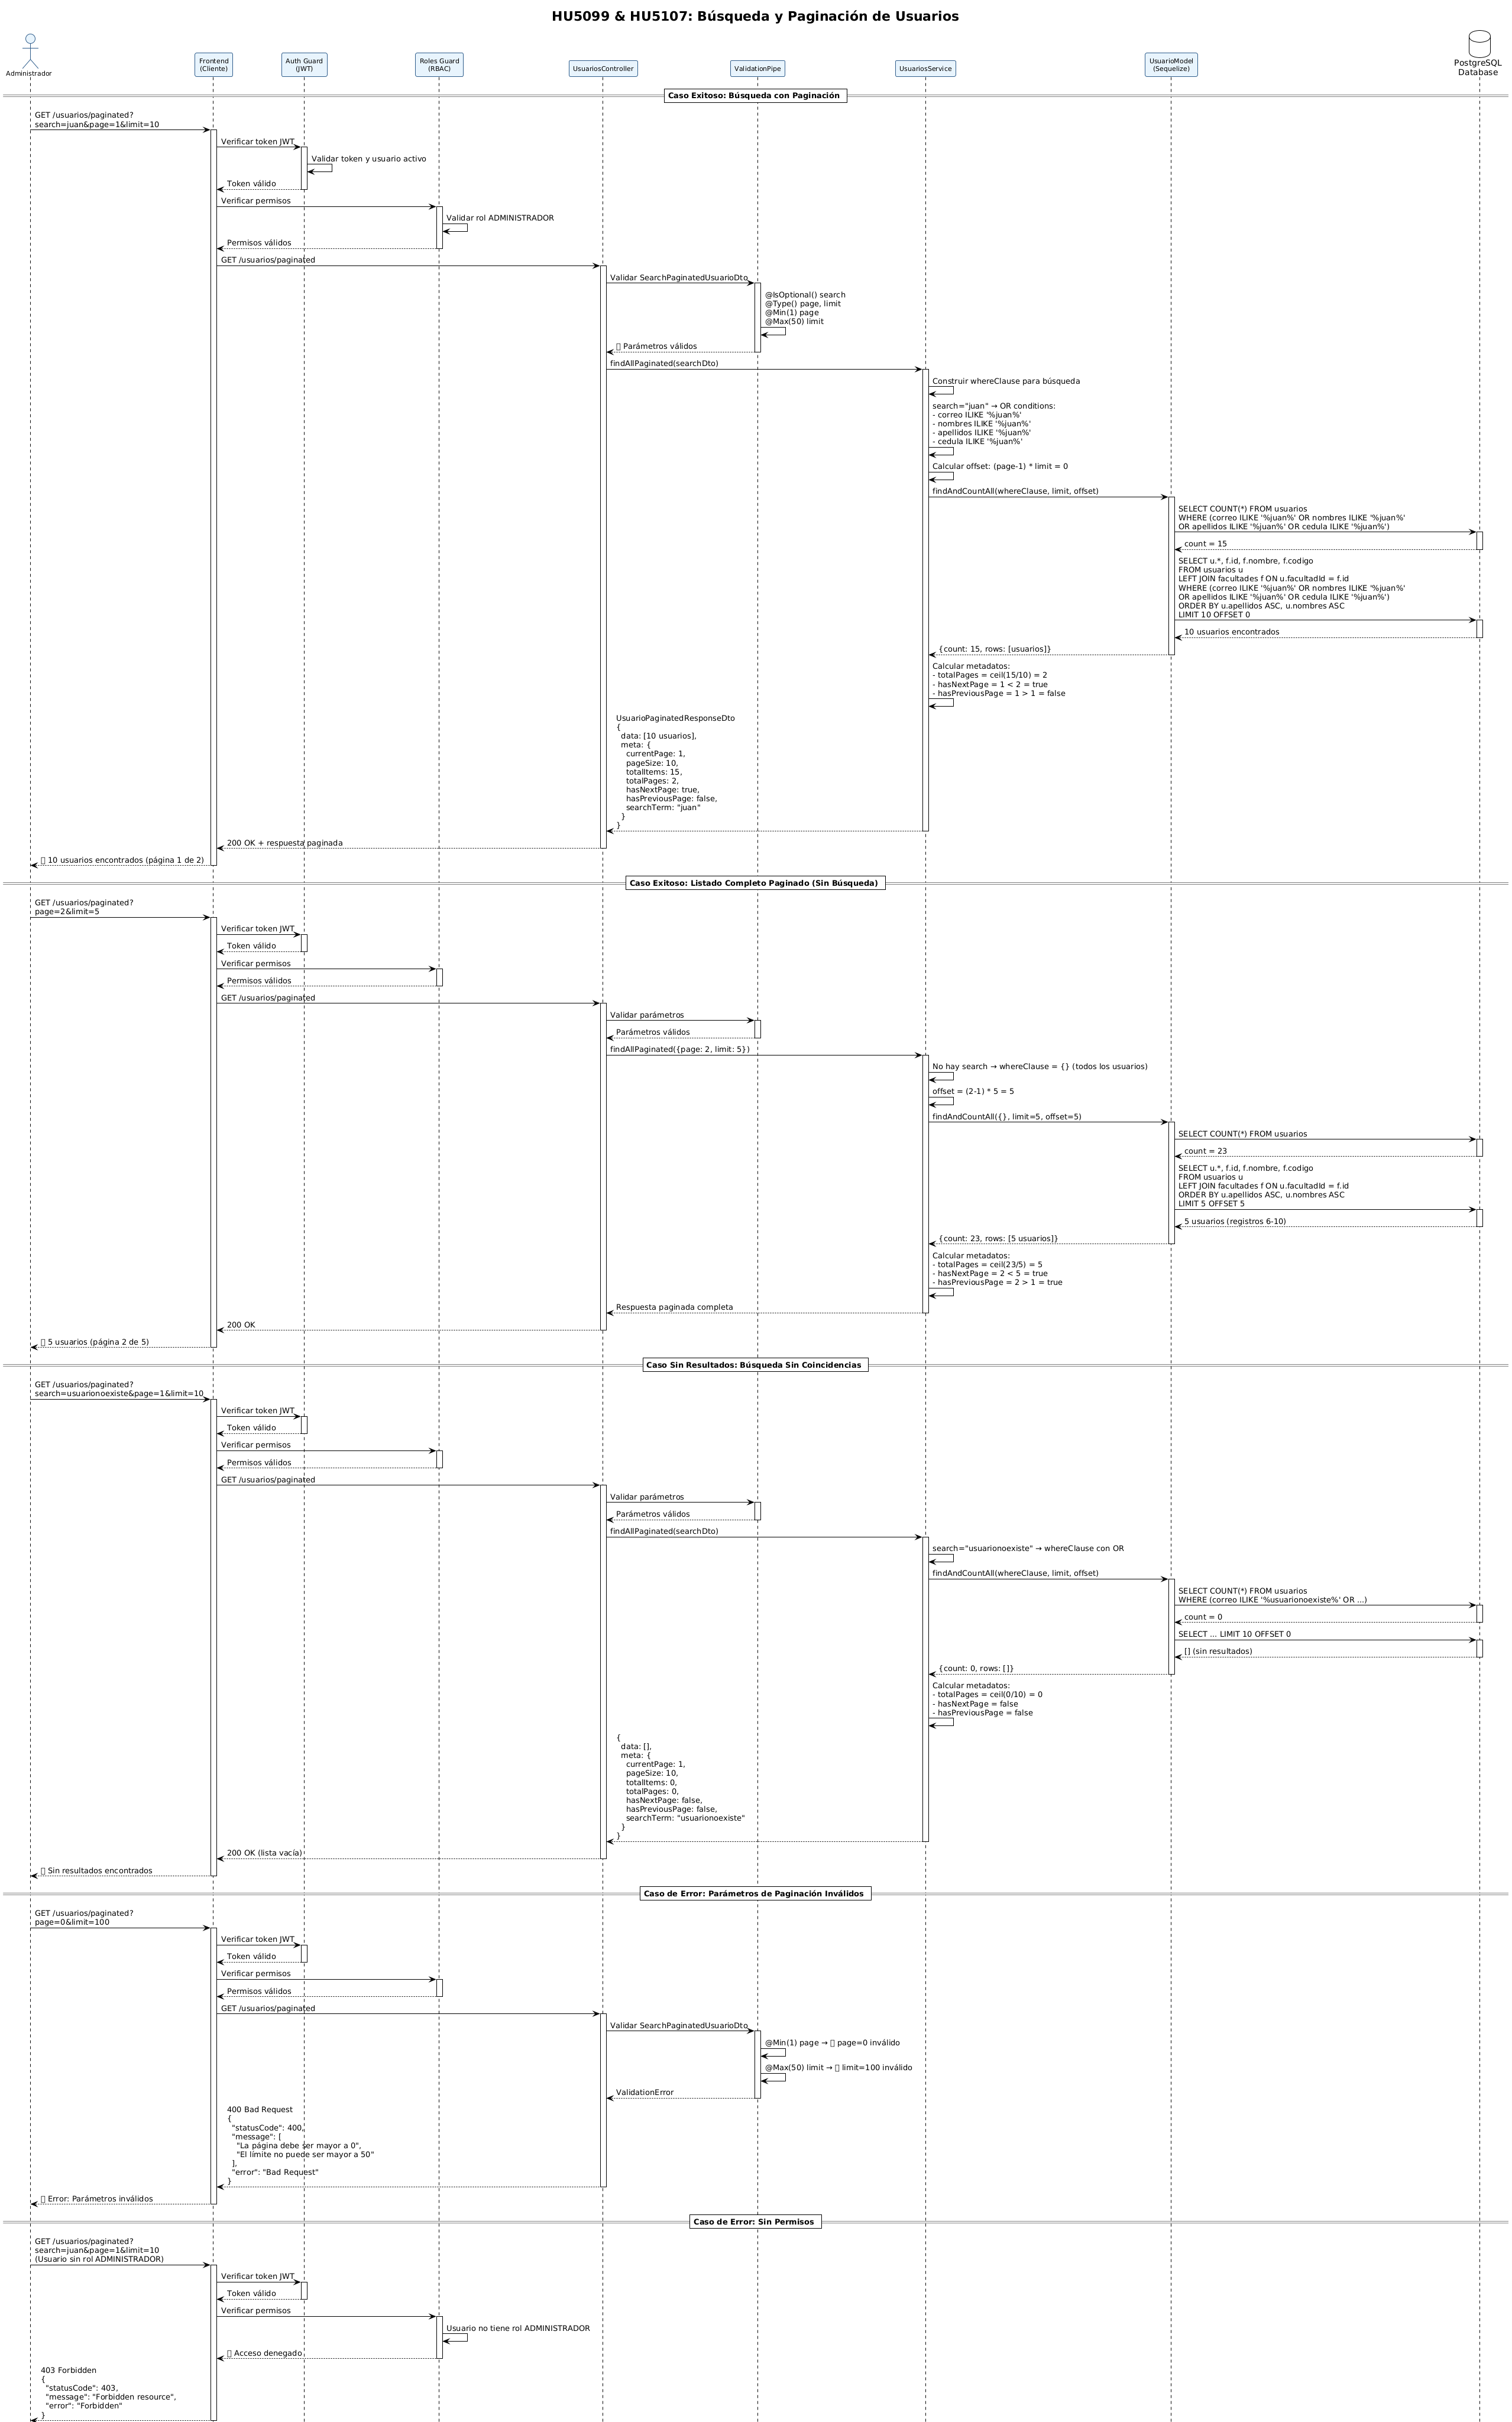 HU5099 & HU5107: Búsqueda y Paginación de Usuarios
Administrador
Frontend
(Cliente)
Auth Guard
(JWT)
Roles Guard
(RBAC)
UsuariosController
ValidationPipe
UsuariosService
UsuarioModel
(Sequelize)
PostgreSQL
Database
Caso Exitoso: Búsqueda con Paginación
GET /usuarios/paginated?
search=juan&page=1&limit=10
Verificar token JWT
Validar token y usuario activo
Token válido
Verificar permisos
Validar rol ADMINISTRADOR
Permisos válidos
GET /usuarios/paginated
Validar SearchPaginatedUsuarioDto
@IsOptional() search
@Type() page, limit
@Min(1) page
@Max(50) limit
Parámetros válidos
findAllPaginated(searchDto)
Construir whereClause para búsqueda
search="juan" → OR conditions:
- correo ILIKE '%juan%'
- nombres ILIKE '%juan%'
- apellidos ILIKE '%juan%'
- cedula ILIKE '%juan%'
Calcular offset: (page-1) * limit = 0
findAndCountAll(whereClause, limit, offset)
SELECT COUNT(*) FROM usuarios
WHERE (correo ILIKE '%juan%' OR nombres ILIKE '%juan%'
OR apellidos ILIKE '%juan%' OR cedula ILIKE '%juan%')
count = 15
SELECT u.*, f.id, f.nombre, f.codigo
FROM usuarios u
LEFT JOIN facultades f ON u.facultadId = f.id
WHERE (correo ILIKE '%juan%' OR nombres ILIKE '%juan%'
OR apellidos ILIKE '%juan%' OR cedula ILIKE '%juan%')
ORDER BY u.apellidos ASC, u.nombres ASC
LIMIT 10 OFFSET 0
10 usuarios encontrados
{count: 15, rows: [usuarios]}
Calcular metadatos:
- totalPages = ceil(15/10) = 2
- hasNextPage = 1 < 2 = true
- hasPreviousPage = 1 > 1 = false
UsuarioPaginatedResponseDto
{
data: [10 usuarios],
meta: {
currentPage: 1,
pageSize: 10,
totalItems: 15,
totalPages: 2,
hasNextPage: true,
hasPreviousPage: false,
searchTerm: "juan"
}
}
200 OK + respuesta paginada
10 usuarios encontrados (página 1 de 2)
Caso Exitoso: Listado Completo Paginado (Sin Búsqueda)
GET /usuarios/paginated?
page=2&limit=5
Verificar token JWT
Token válido
Verificar permisos
Permisos válidos
GET /usuarios/paginated
Validar parámetros
Parámetros válidos
findAllPaginated({page: 2, limit: 5})
No hay search → whereClause = {} (todos los usuarios)
offset = (2-1) * 5 = 5
findAndCountAll({}, limit=5, offset=5)
SELECT COUNT(*) FROM usuarios
count = 23
SELECT u.*, f.id, f.nombre, f.codigo
FROM usuarios u
LEFT JOIN facultades f ON u.facultadId = f.id
ORDER BY u.apellidos ASC, u.nombres ASC
LIMIT 5 OFFSET 5
5 usuarios (registros 6-10)
{count: 23, rows: [5 usuarios]}
Calcular metadatos:
- totalPages = ceil(23/5) = 5
- hasNextPage = 2 < 5 = true
- hasPreviousPage = 2 > 1 = true
Respuesta paginada completa
200 OK
5 usuarios (página 2 de 5)
Caso Sin Resultados: Búsqueda Sin Coincidencias
GET /usuarios/paginated?
search=usuarionoexiste&page=1&limit=10
Verificar token JWT
Token válido
Verificar permisos
Permisos válidos
GET /usuarios/paginated
Validar parámetros
Parámetros válidos
findAllPaginated(searchDto)
search="usuarionoexiste" → whereClause con OR
findAndCountAll(whereClause, limit, offset)
SELECT COUNT(*) FROM usuarios
WHERE (correo ILIKE '%usuarionoexiste%' OR ...)
count = 0
SELECT ... LIMIT 10 OFFSET 0
[] (sin resultados)
{count: 0, rows: []}
Calcular metadatos:
- totalPages = ceil(0/10) = 0
- hasNextPage = false
- hasPreviousPage = false
{
data: [],
meta: {
currentPage: 1,
pageSize: 10,
totalItems: 0,
totalPages: 0,
hasNextPage: false,
hasPreviousPage: false,
searchTerm: "usuarionoexiste"
}
}
200 OK (lista vacía)
Sin resultados encontrados
Caso de Error: Parámetros de Paginación Inválidos
GET /usuarios/paginated?
page=0&limit=100
Verificar token JWT
Token válido
Verificar permisos
Permisos válidos
GET /usuarios/paginated
Validar SearchPaginatedUsuarioDto
@Min(1) page → page=0 inválido
@Max(50) limit → limit=100 inválido
ValidationError
400 Bad Request
{
"statusCode": 400,
"message": [
"La página debe ser mayor a 0",
"El límite no puede ser mayor a 50"
],
"error": "Bad Request"
}
Error: Parámetros inválidos
Caso de Error: Sin Permisos
GET /usuarios/paginated?
search=juan&page=1&limit=10
(Usuario sin rol ADMINISTRADOR)
Verificar token JWT
Token válido
Verificar permisos
Usuario no tiene rol ADMINISTRADOR
Acceso denegado
403 Forbidden
{
"statusCode": 403,
"message": "Forbidden resource",
"error": "Forbidden"
}